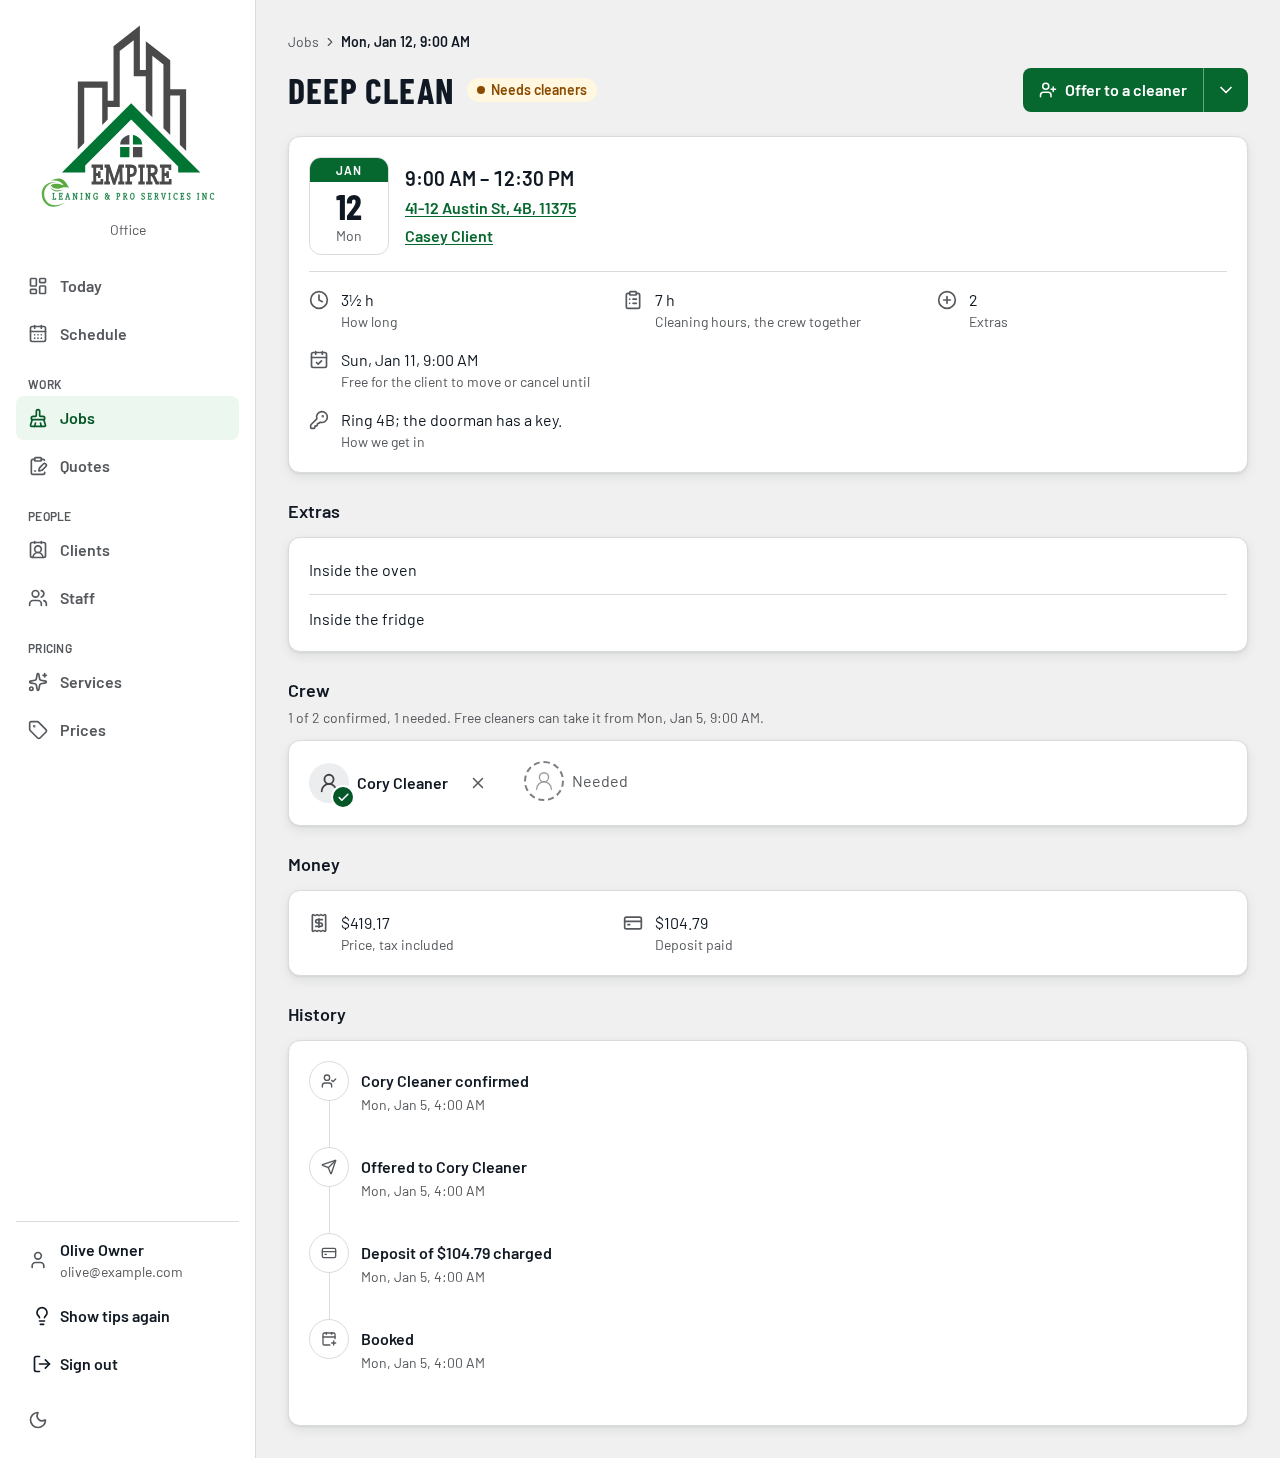 EMPIRE
LEANING & PRO SERVICES INC
Office
Today
Schedule
WORK
Jobs
Quotes
PEOPLE
Clients
Staff
PRICING
Services
Prices
Olive Owner
olive@example.com
Show tips again
Sign out
Jobs > Mon, Jan 12, 9:00 AM
DEEP CLEAN
Needs cleaners
Offer to a cleaner
JAN
12
Mon
9:00 AM – 12:30 PM
41-12 Austin St, 4B, 11375
Casey Client
3½ h
How long
7 h
Cleaning hours, the crew together
2
Extras
Sun, Jan 11, 9:00 AM
Free for the client to move or cancel until
Ring 4B; the doorman has a key.
How we get in
Extras
Inside the oven
Inside the fridge
Crew
1 of 2 confirmed, 1 needed. Free cleaners can take it from Mon, Jan 5, 9:00 AM.
Cory Cleaner
Needed
Money
$419.17
Price, tax included
$104.79
Deposit paid
History
Cory Cleaner confirmed
Mon, Jan 5, 4:00 AM
Offered to Cory Cleaner
Mon, Jan 5, 4:00 AM
Deposit of $104.79 charged
Mon, Jan 5, 4:00 AM
Booked
Mon, Jan 5, 4:00 AM